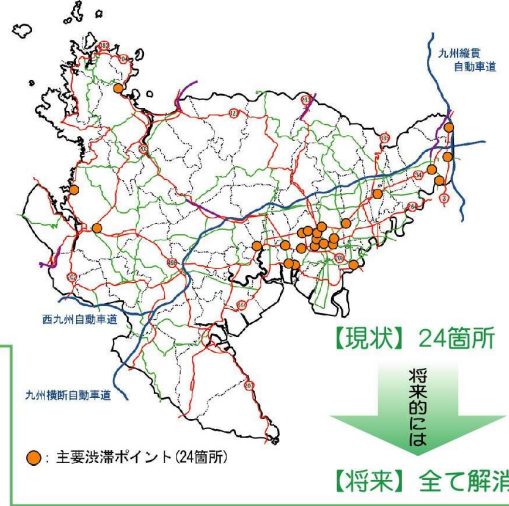 九州縦貫
自動車道
西九州自動車道
九州横断自動車道
【現状】24箇所
将来的には
【将来】全て解消
：主要渋滞ポイント(24箇所)